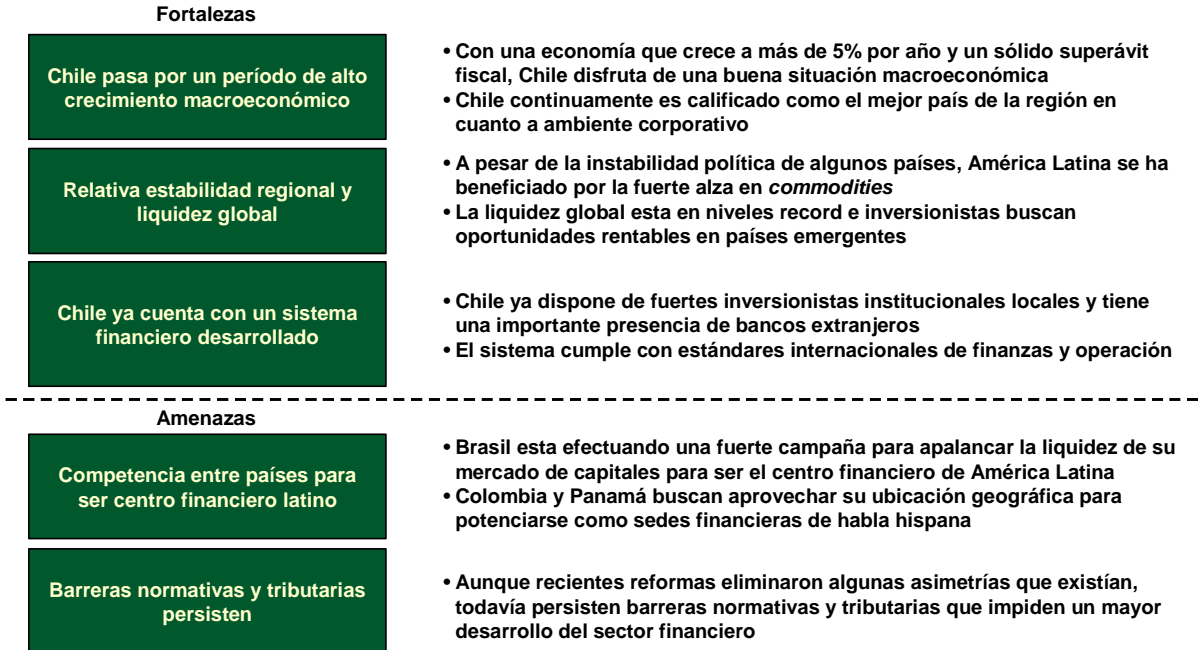 Fortalezas
Chile pasa por un período de alto
crecimiento macroeconómico
• Con una economía que crece a más de 5% por año y un sólido superávit
fiscal, Chile disfruta de una buena situación macroeconómica
• Chile continuamente es calificado como el mejor país de la región en
cuanto a ambiente corporativo
Relativa estabilidad regional y
liquidez global
• A pesar de la instabilidad política de algunos países, América Latina se ha
beneficiado por la fuerte alza en commodities
• La liquidez global esta en niveles record e inversionistas buscan
oportunidades rentables en países emergentes
Chile ya cuenta con un sistema
financiero desarrollado
• Chile ya dispone de fuertes inversionistas institucionales locales y tiene
una importante presencia de bancos extranjeros
• El sistema cumple con estándares internacionales de finanzas y operación
Amenazas
Competencia entre países para
ser centro financiero latino
• Brasil esta efectuando una fuerte campaña para apalancar la liquidez de su
mercado de capitales para ser el centro financiero de América Latina
• Colombia y Panamá buscan aprovechar su ubicación geográfica para
potenciarse como sedes financieras de habla hispana
Barreras normativas y tributarias
persisten
• Aunque recientes reformas eliminaron algunas asimetrías que existían,
todavía persisten barreras normativas y tributarias que impiden un mayor
desarrollo del sector financiero